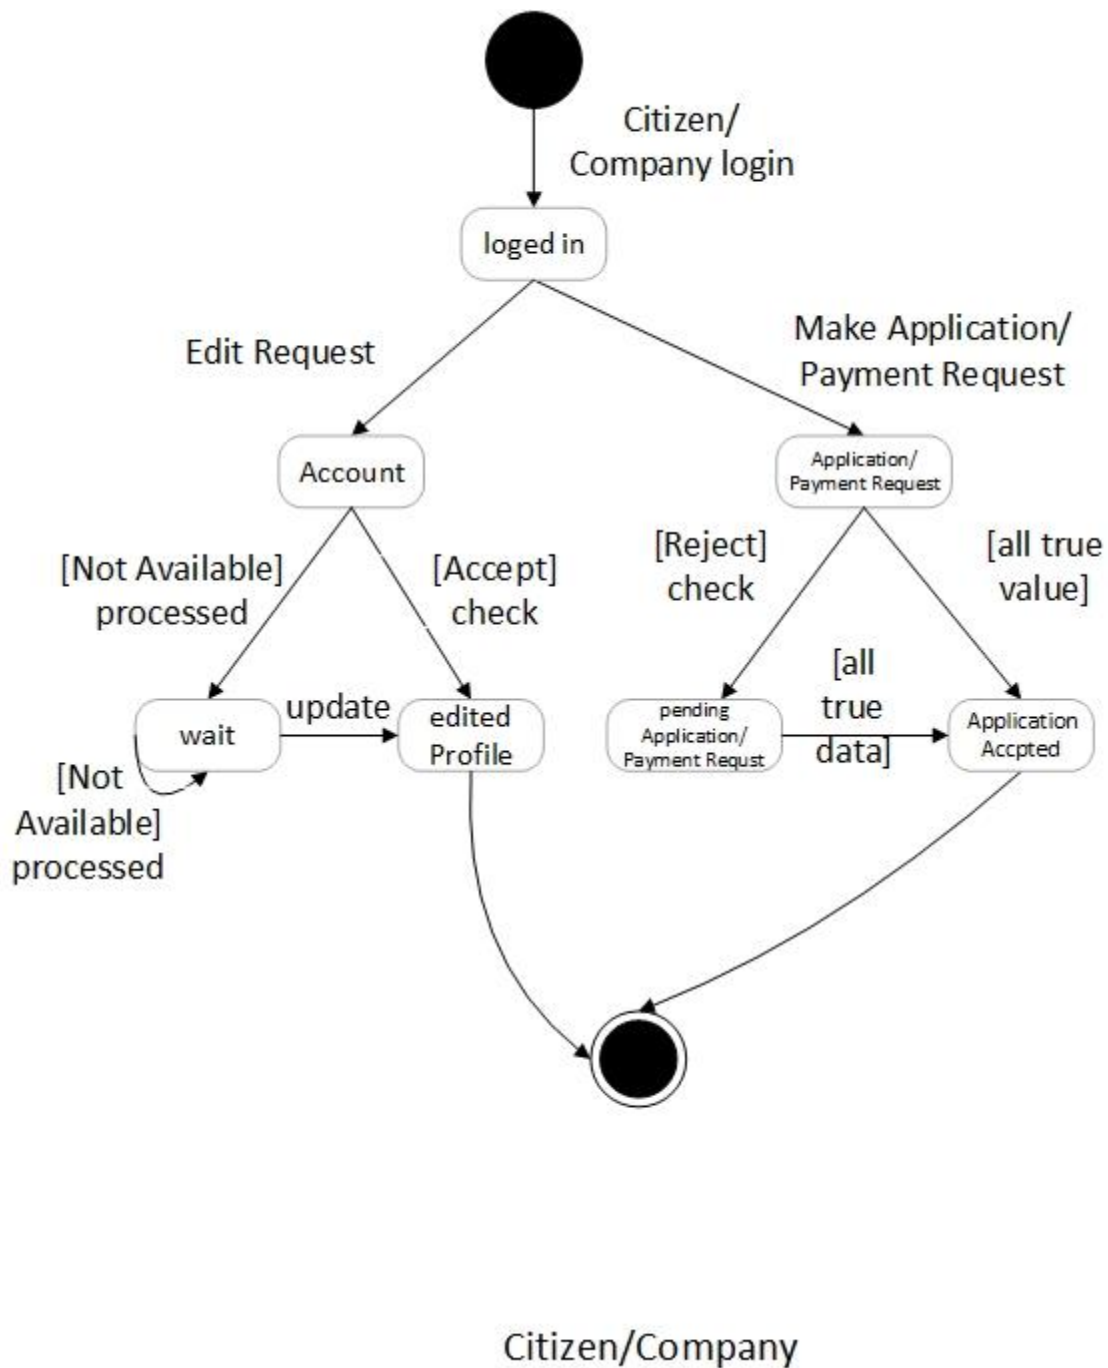 Citizen/
Company login
loged in
Edit Request
Make Application/
Payment Request
Account
Application/
Payment Request
[Not Available]
processed
[Accept]
check
[Reject]
check
[all true
value]
wait
update
edited
Profile
pending
Application/
Payment Requst
[all
true
data]
Application
Accpted
[Not
Available]
processed
Citizen/Company